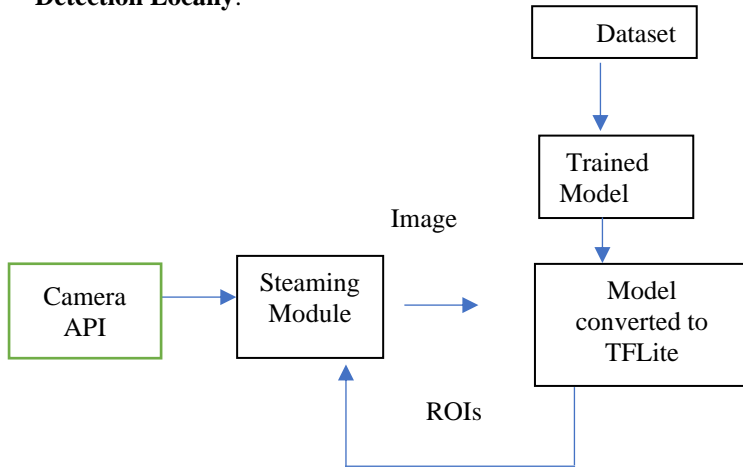 Detection Locally:
Dataset
Trained
Model
Image
Camera
API
Steaming
Module
Model
converted to
TFLite
ROIs